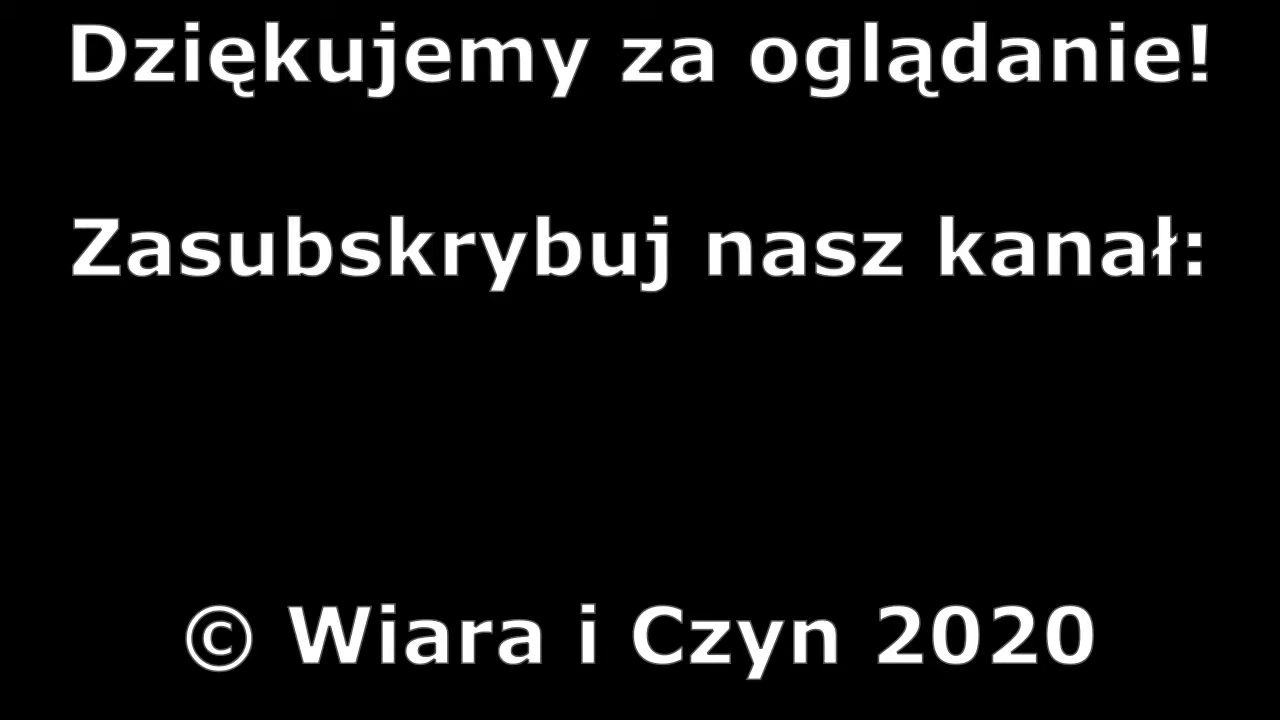 Dziękujemy za oglądanie!
Zasubskrybuj nasz kanał:
© Wiara i Czyn 2020